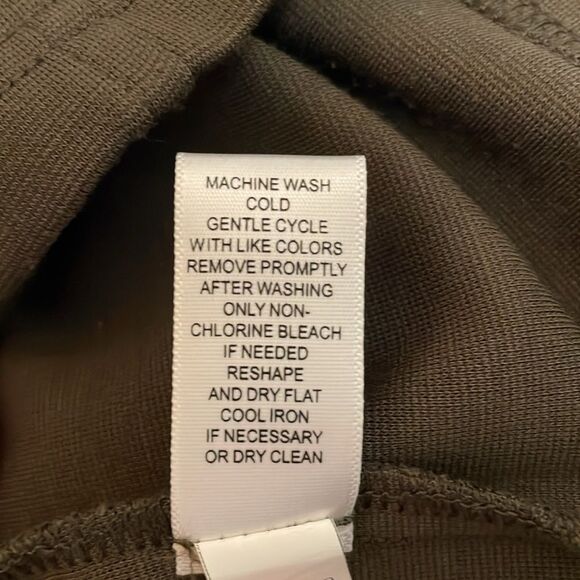 MACHINE WASH
COLD
GENTLE CYCLE
WITH LIKE COLORS
REMOVE PROMPTLY
AFTER WASHING
ONLY NON-
CHLORINE BLEACH
IF NEEDED
RESHAPE
AND DRY FLAT
COOL IRON
IF NECESSARY
OR DRY CLEAN